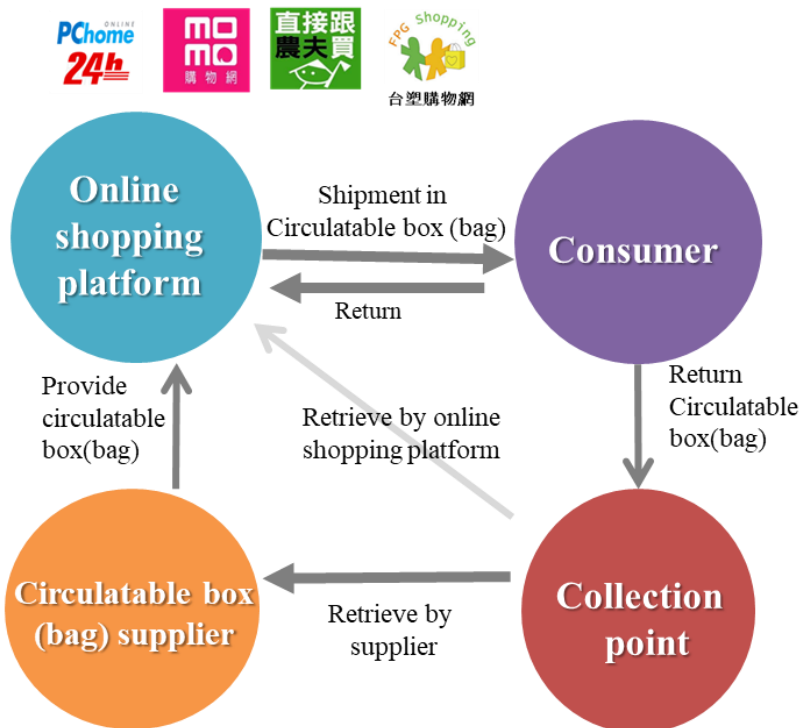 PChome
ONLINE
24h
momo
購物網
直接跟
農夫買
FPG Shopping
台塑購物網
Online
shopping
platform
Shipment in
Circulatable box (bag)
Return
Consumer
Provide
circulatable
box(bag)
Retrieve by online
shopping platform
Return
Circulatable
box(bag)
Circulatable box
(bag) supplier
Retrieve by
supplier
Collection
point